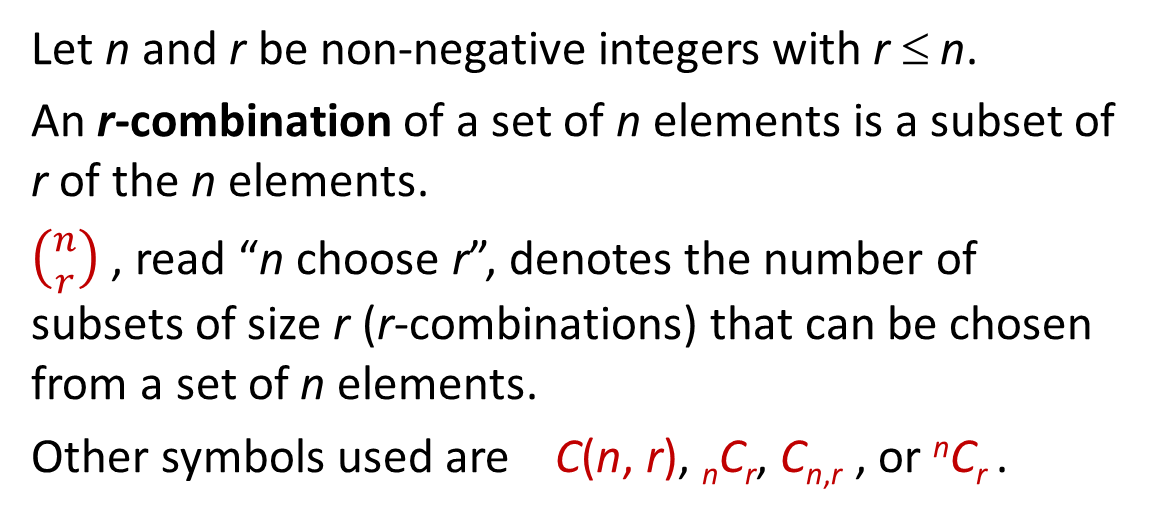 Let n and r be non-negative integers with r ≤ n.
An r-combination of a set of n elements is a subset of
r of the n elements.
(n r) , read “n choose r”, denotes the number of
subsets of size r (r-combinations) that can be chosen
from a set of n elements.
Other symbols used are C(n, r), ₙCᵣ, Cₙ,ᵣ , or ⁿCᵣ .